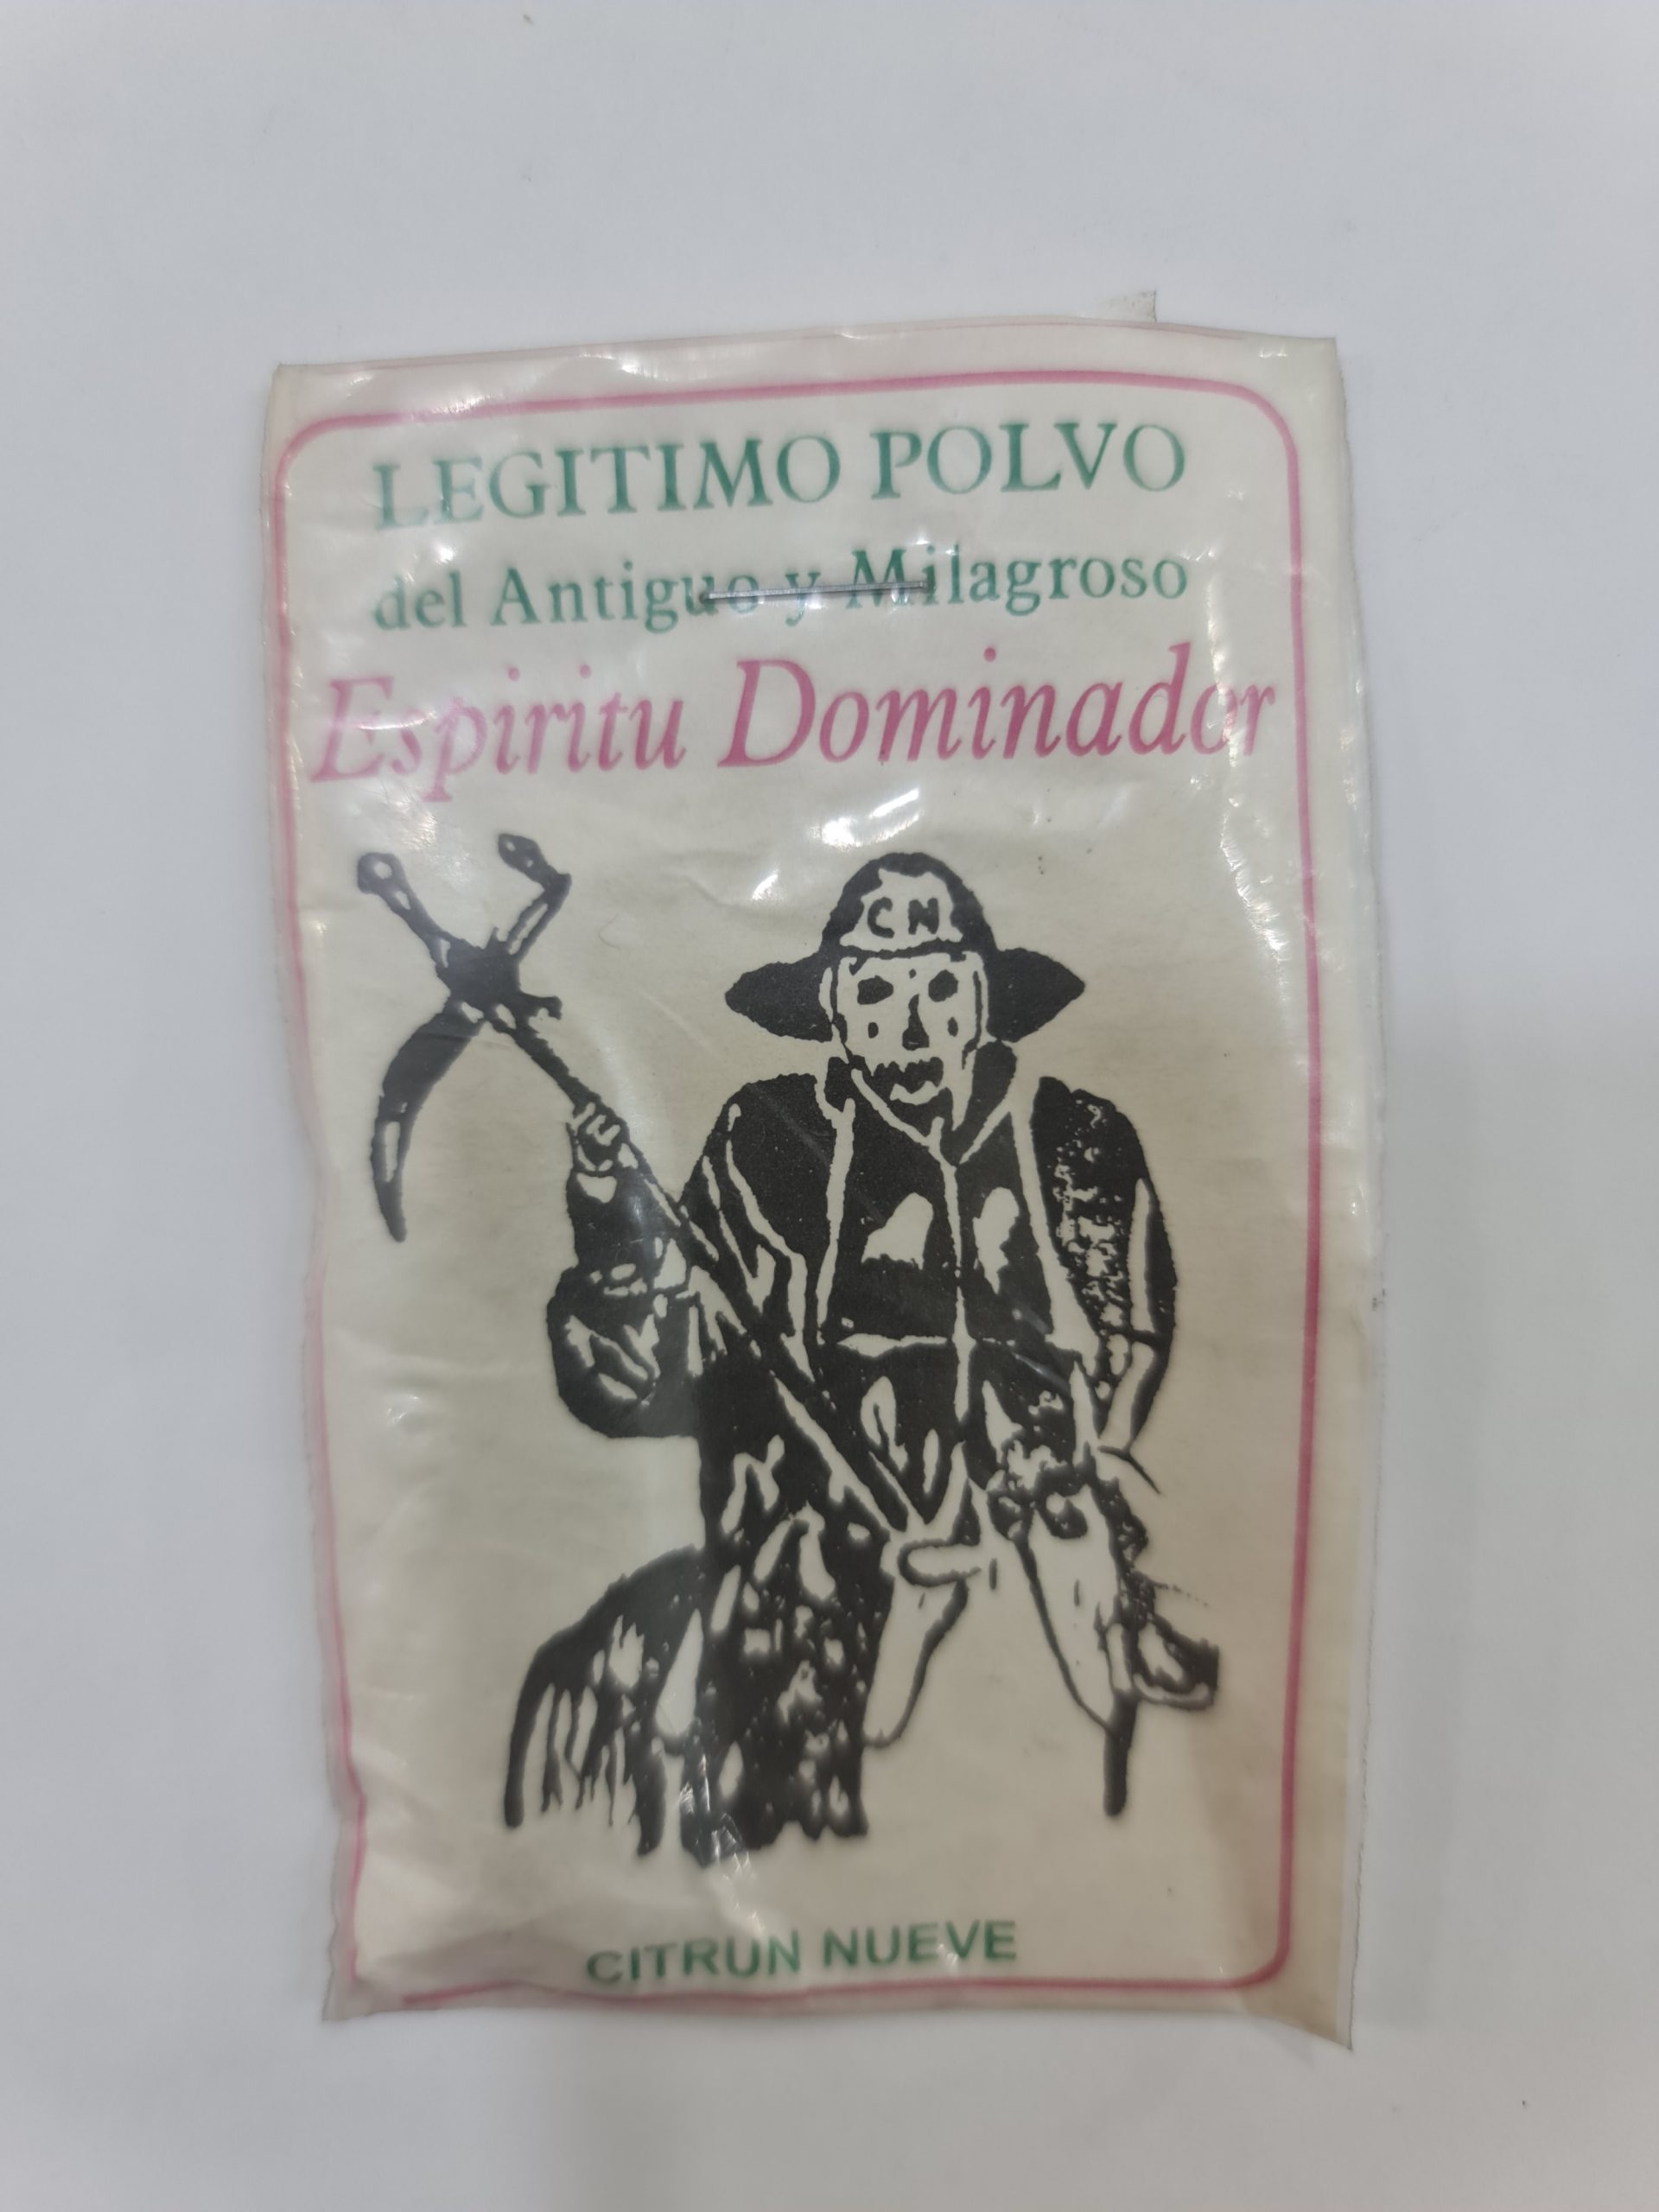 LEGITIMO POLVO
del Antiguo y Milagroso
Espiritu Dominador
CN
CITRUN NUEVE